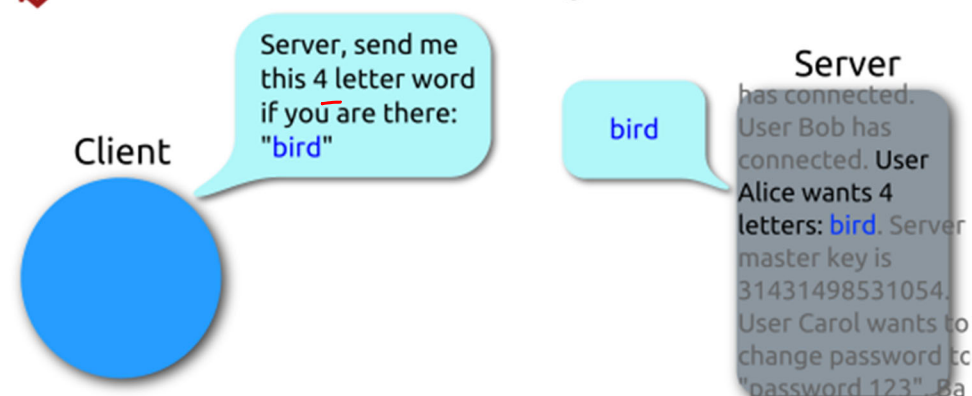 Server, send me
this 4 letter word
if you are there:
"bird"
Client
bird
Server
has connected.
User Bob has
connected. User
Alice wants 4
letters: bird. Server
master key is
31431498531054.
User Carol wants to
change password to
"password 123". Ba